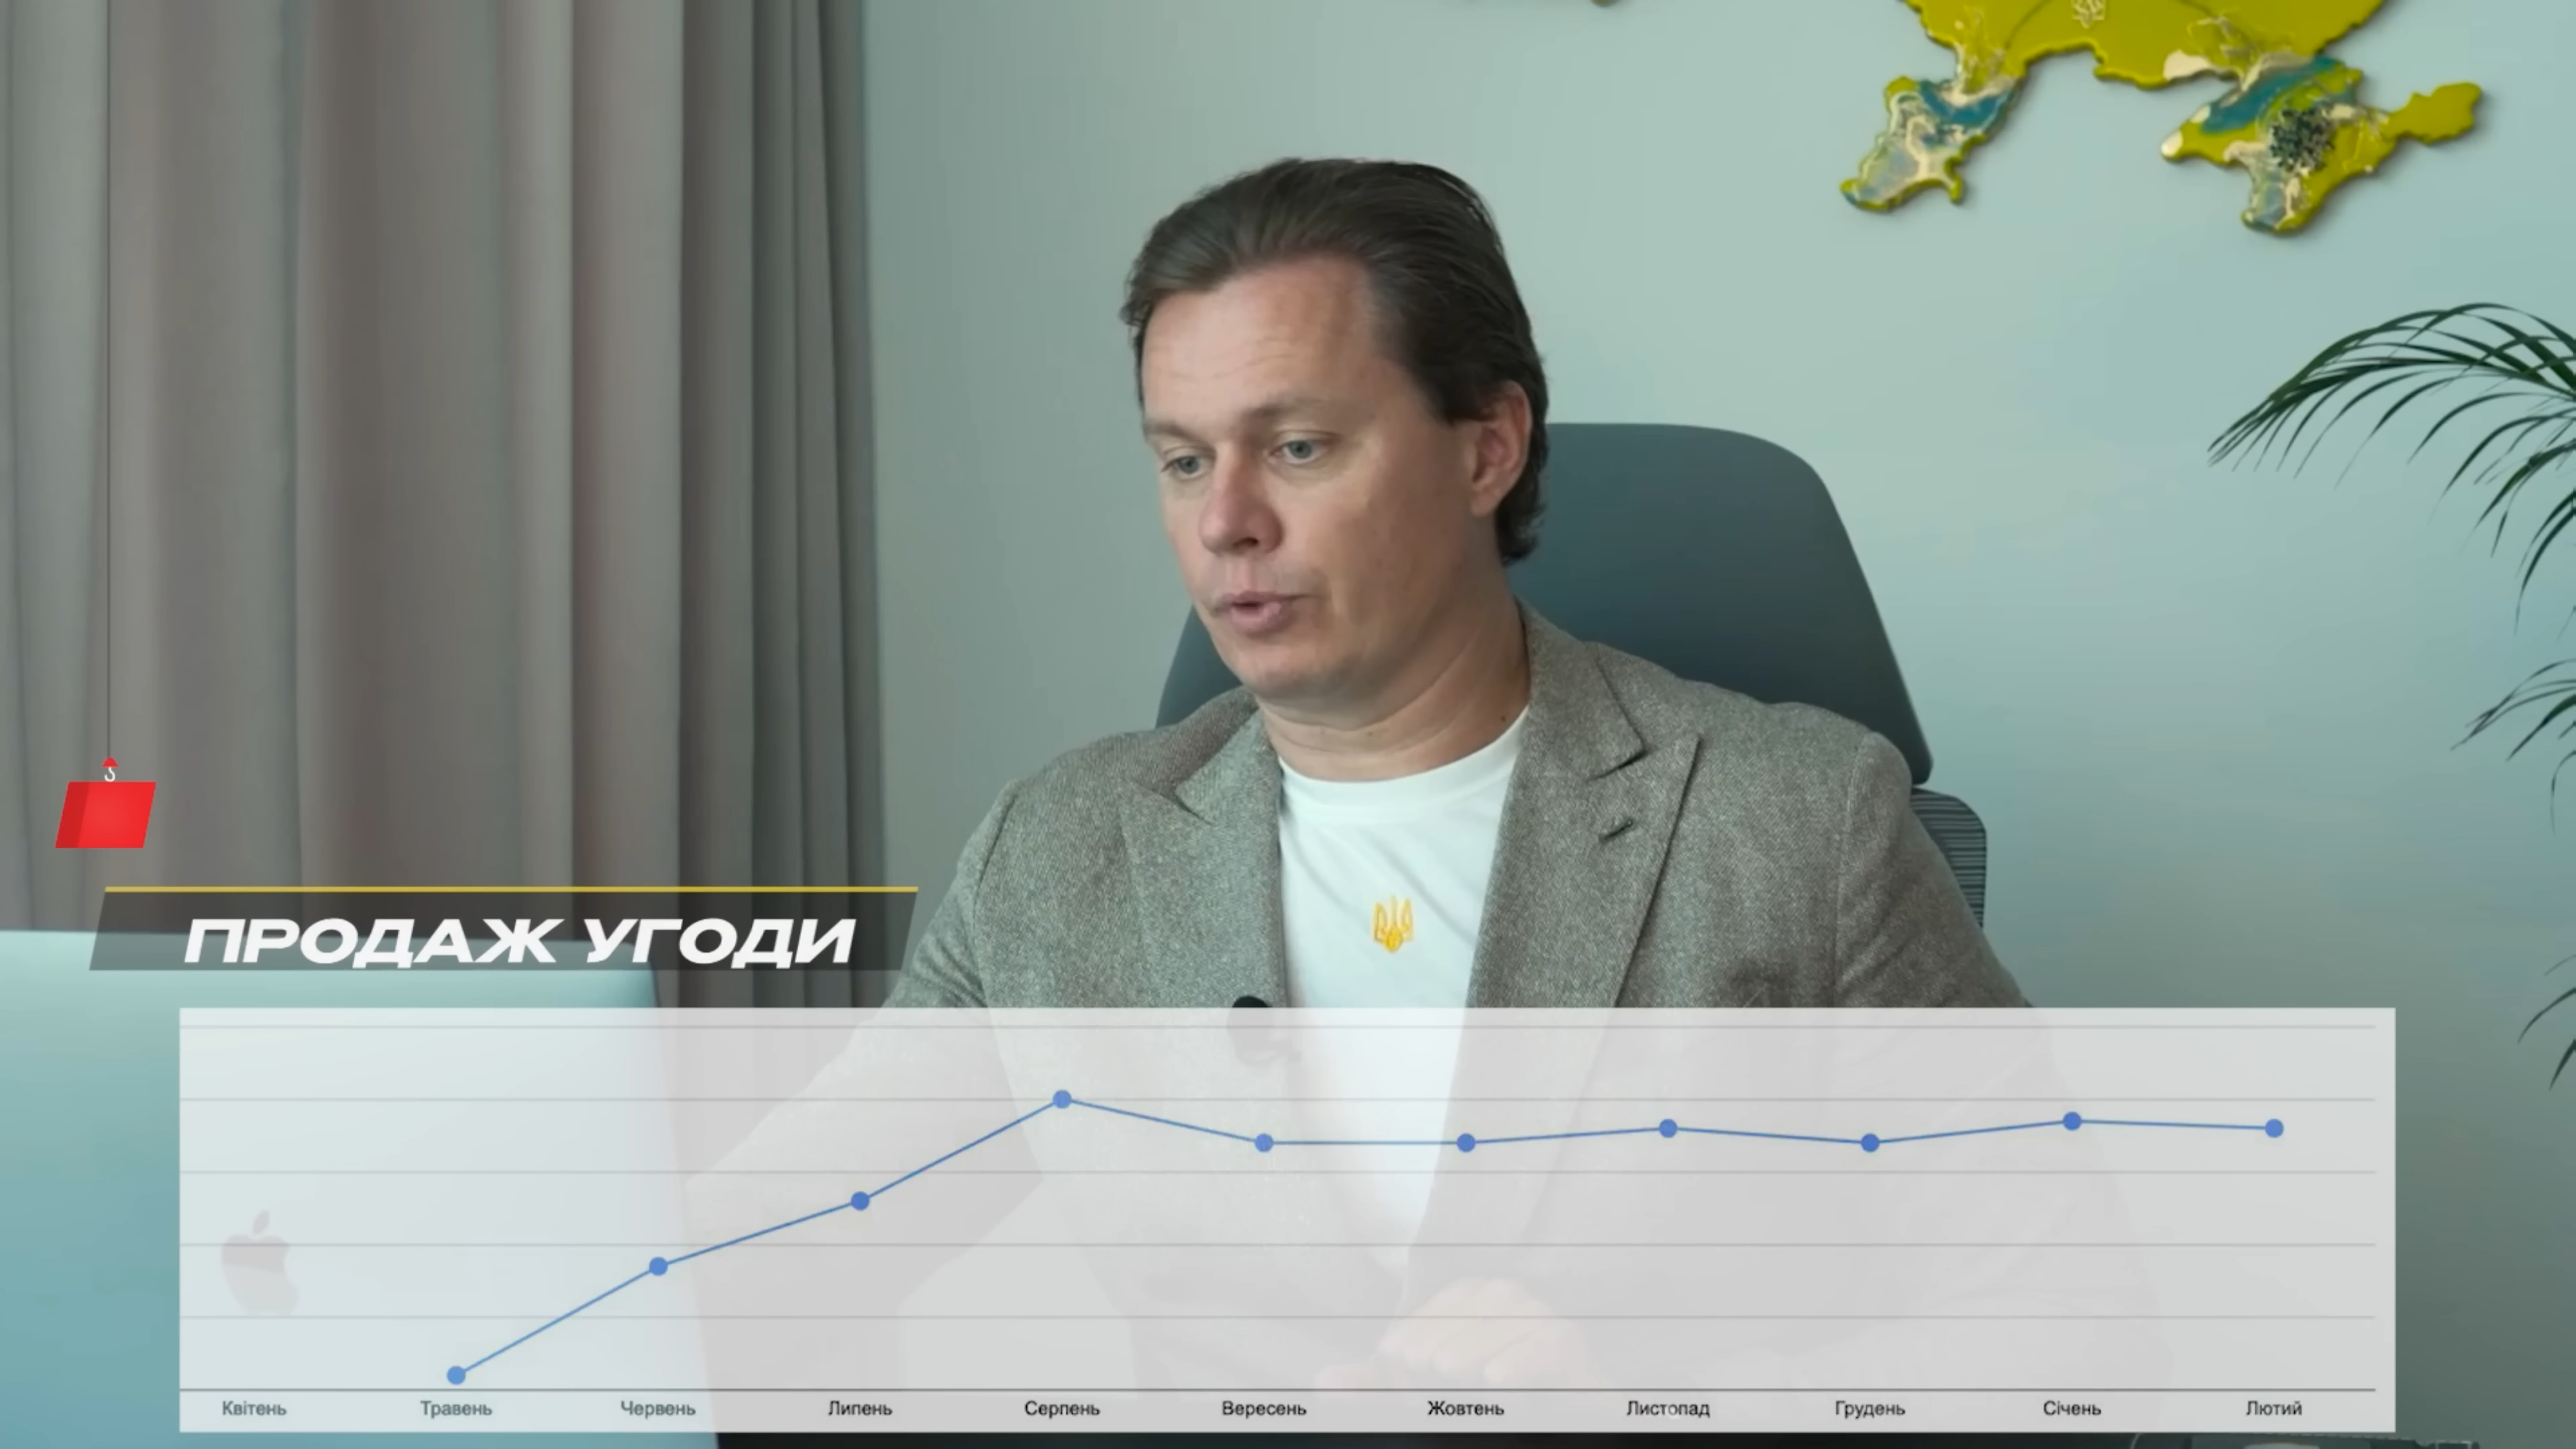 ПРОДАЖ УГОДИ
Квітень Травень Червень Липень Серпень Вересень Жовтень Листопад Грудень Січень Лютий